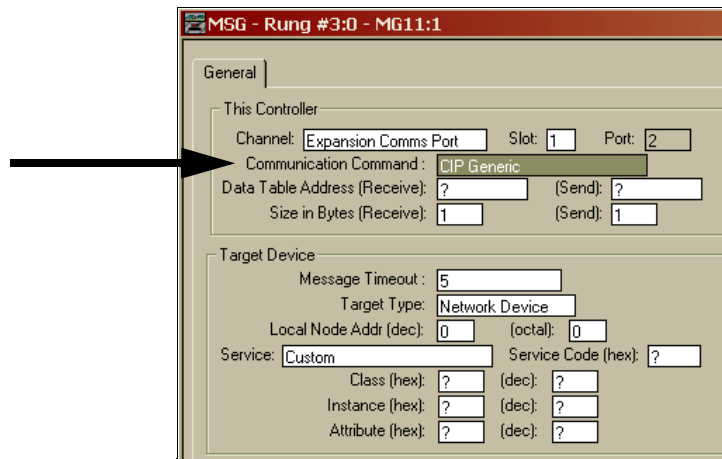 MSG - Rung #3:0 - MG11:1
General
This Controller
Channel: Expansion Comms Port Slot: 1 Port: 2
Communication Command : CIP Generic
Data Table Address (Receive): ? (Send): ?
Size in Bytes (Receive): 1 (Send): 1
Target Device
Message Timeout : 5
Target Type: Network Device
Local Node Addr (dec): 0 (octal): 0
Service: Custom Service Code (hex): ?
Class (hex): ? (dec): ?
Instance (hex): ? (dec): ?
Attribute (hex): ? (dec): ?